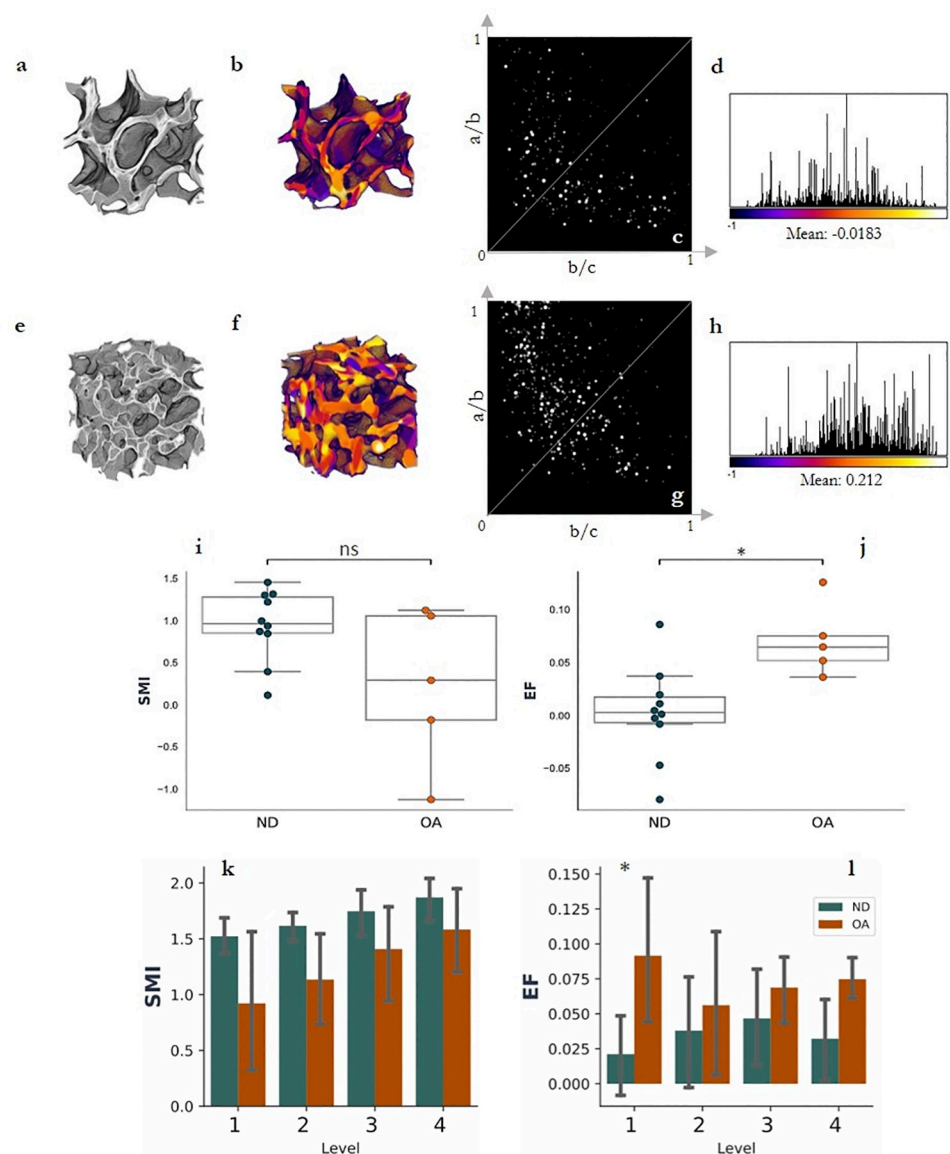 a
b
1
a/b
c
0
b/c
1
d
-1
Mean: -0.0183
e
f
1
a/b
g
0
b/c
1
h
-1
Mean: 0.212
i
ns
1.5
1.0
0.5
0.0
−0.5
−1.0
SMI
ND
OA
j
*
0.10
0.05
0.00
−0.05
EF
ND
OA
k
2.0
1.5
1.0
0.5
0.0
SMI
1 2 3 4
Level
l
*
0.150
0.125
0.100
0.075
0.050
0.025
0.000
EF
ND
OA
1 2 3 4
Level